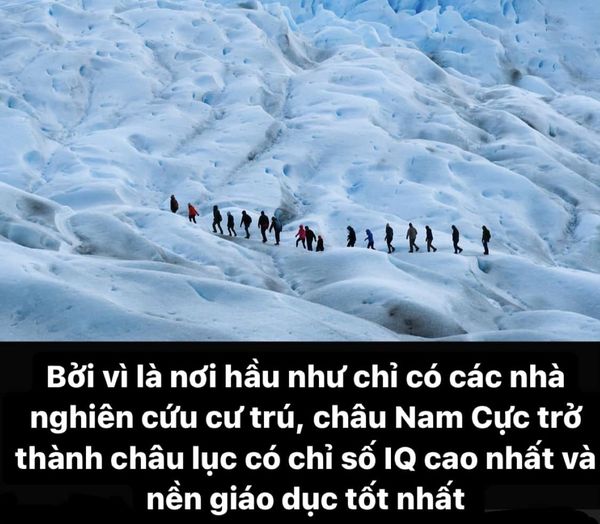 Bởi vì là nơi hầu như chỉ có các nhà
nghiên cứu cư trú, châu Nam Cực trở
thành châu lục có chỉ số IQ cao nhất và
nền giáo dục tốt nhất